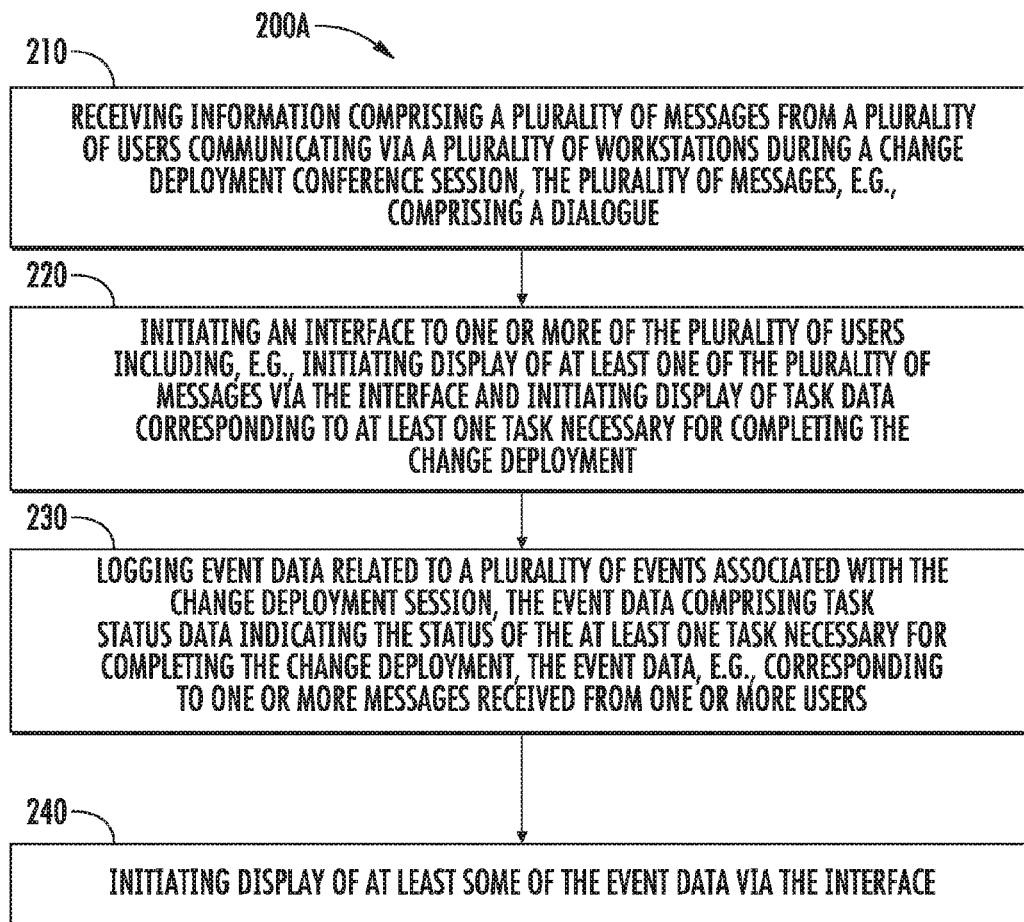 200A
210
RECEIVING INFORMATION COMPRISING A PLURALITY OF MESSAGES FROM A PLURALITY
OF USERS COMMUNICATING VIA A PLURALITY OF WORKSTATIONS DURING A CHANGE
DEPLOYMENT CONFERENCE SESSION, THE PLURALITY OF MESSAGES, E.G.,
COMPRISING A DIALOGUE
220
INITIATING AN INTERFACE TO ONE OR MORE OF THE PLURALITY OF USERS
INCLUDING, E.G., INITIATING DISPLAY OF AT LEAST ONE OF THE PLURALITY OF
MESSAGES VIA THE INTERFACE AND INITIATING DISPLAY OF TASK DATA
CORRESPONDING TO AT LEAST ONE TASK NECESSARY FOR COMPLETING THE
CHANGE DEPLOYMENT
230
LOGGING EVENT DATA RELATED TO A PLURALITY OF EVENTS ASSOCIATED WITH THE
CHANGE DEPLOYMENT SESSION, THE EVENT DATA COMPRISING TASK
STATUS DATA INDICATING THE STATUS OF THE AT LEAST ONE TASK NECESSARY FOR
COMPLETING THE CHANGE DEPLOYMENT, THE EVENT DATA, E.G., CORRESPONDING
TO ONE OR MORE MESSAGES RECEIVED FROM ONE OR MORE USERS
240
INITIATING DISPLAY OF AT LEAST SOME OF THE EVENT DATA VIA THE INTERFACE